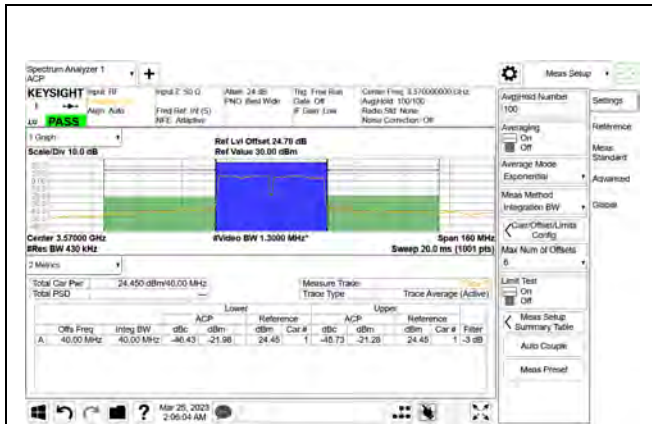 Spectrum Analyzer 1
ACP
Meas Setup
KEYSIGHT Input: RF
Align: Auto
Input Z: 50 Ω
Freq Ref: Int (S)
NFE: Adaptive
Atten: 24 dB
PNO: Best Wide
Trig: Free Run
Gate: Off
IF Gain: Low
Center Freq: 3.570000000 GHz
Avg|Hold: 100/100
Radio Std: None
Noise Correction: Off
PASS
1 Graph
Scale/Div 10.0 dB
Ref Lvl Offset 24.70 dB
Ref Value 30.00 dBm
Center 3.57000 GHz
#Res BW 430 kHz
#Video BW 1.3000 MHz*
Span 160 MHz
Sweep 20.0 ms (1001 pts)
2 Metrics
Total Car Pwr 24.450 dBm/40.00 MHz
Total PSD ---
Measure Trace
Trace Type Trace Average (Active)
Lower Upper
ACP Reference ACP Reference
Offs Freq Integ BW dBc dBm dBm Car # dBc dBm dBm Car # Filter
A 40.00 MHz 40.00 MHz -46.43 -21.98 24.45 1 -45.73 -21.28 24.45 1 -3 dB
Mar 25, 2023
2:06:04 AM
Avg|Hold Number
100
Averaging
On
Off
Average Mode
Exponential
Meas Method
Integration BW
Carr/Offset/Limits
Config
Max Num of Offsets
6
Limit Test
On
Off
Meas Setup
Summary Table
Auto Couple
Meas Preset
Settings
Reference
Meas
Standard
Advanced
Global